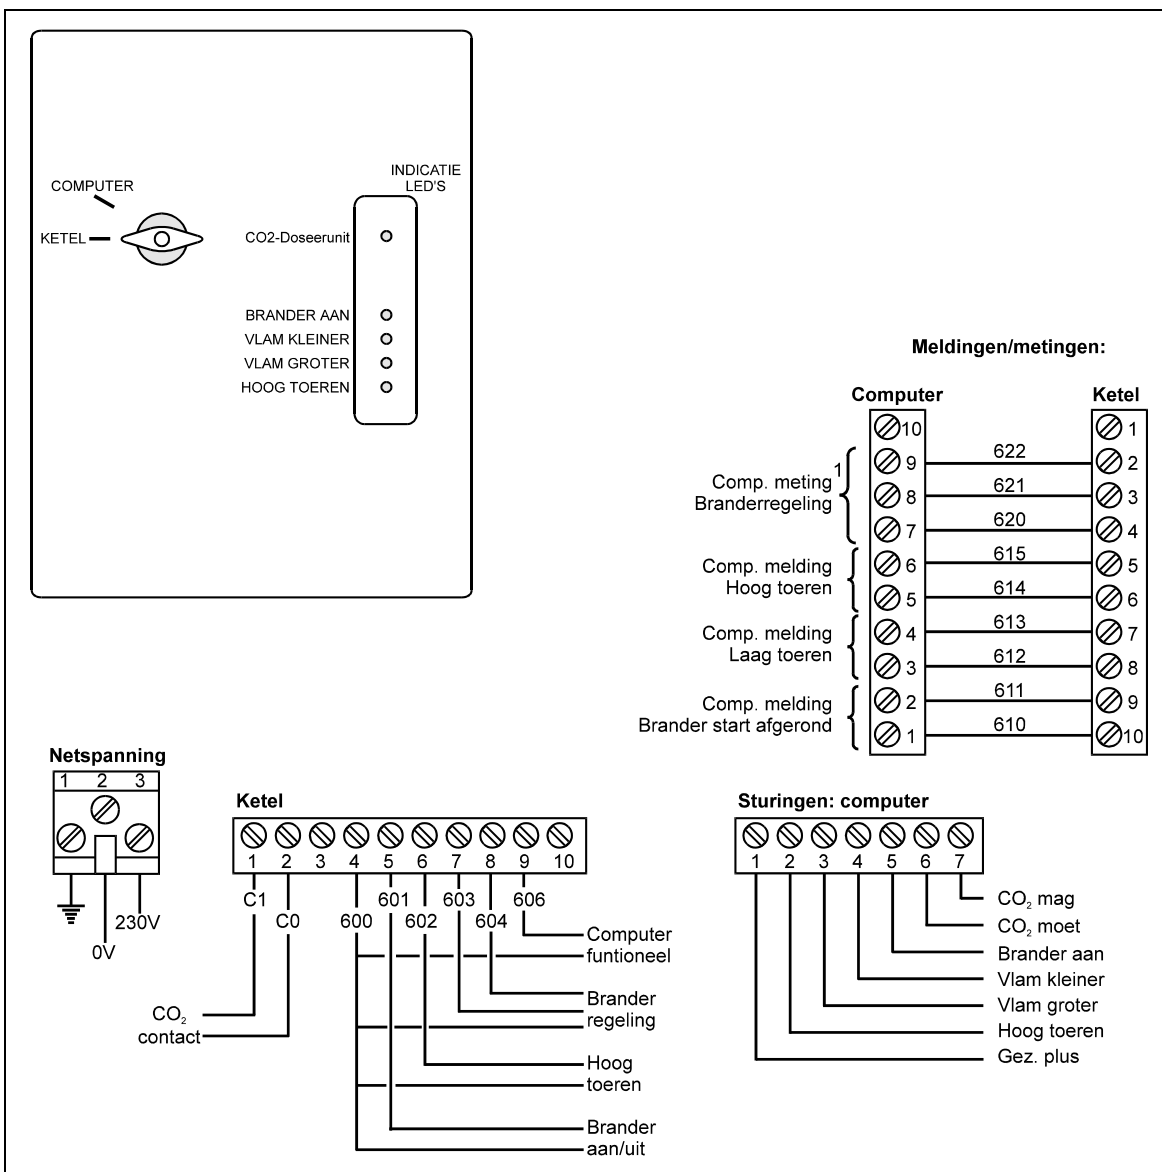 INDICATIE
LED'S
COMPUTER
KETEL
CO2-Doseerunit
BRANDER AAN
VLAM KLEINER
VLAM GROTER
HOOG TOEREN
Meldingen/metingen:
Computer
Ketel
10
1
9
622
2
8
621
3
7
620
4
6
615
5
5
614
6
4
613
7
3
612
8
2
611
9
1
610
10
1
Comp. meting
Branderregeling
Comp. melding
Hoog toeren
Comp. melding
Laag toeren
Comp. melding
Brander start afgerond
Netspanning
1 2 3
230V
0V
Ketel
1 2 3 4 5 6 7 8 9 10
C1 601 603 606
C0 600 602 604
Computer
funtioneel
Brander
regeling
Hoog
toeren
Brander
aan/uit
CO₂
contact
Sturingen: computer
1 2 3 4 5 6 7
CO₂ mag
CO₂ moet
Brander aan
Vlam kleiner
Vlam groter
Hoog toeren
Gez. plus